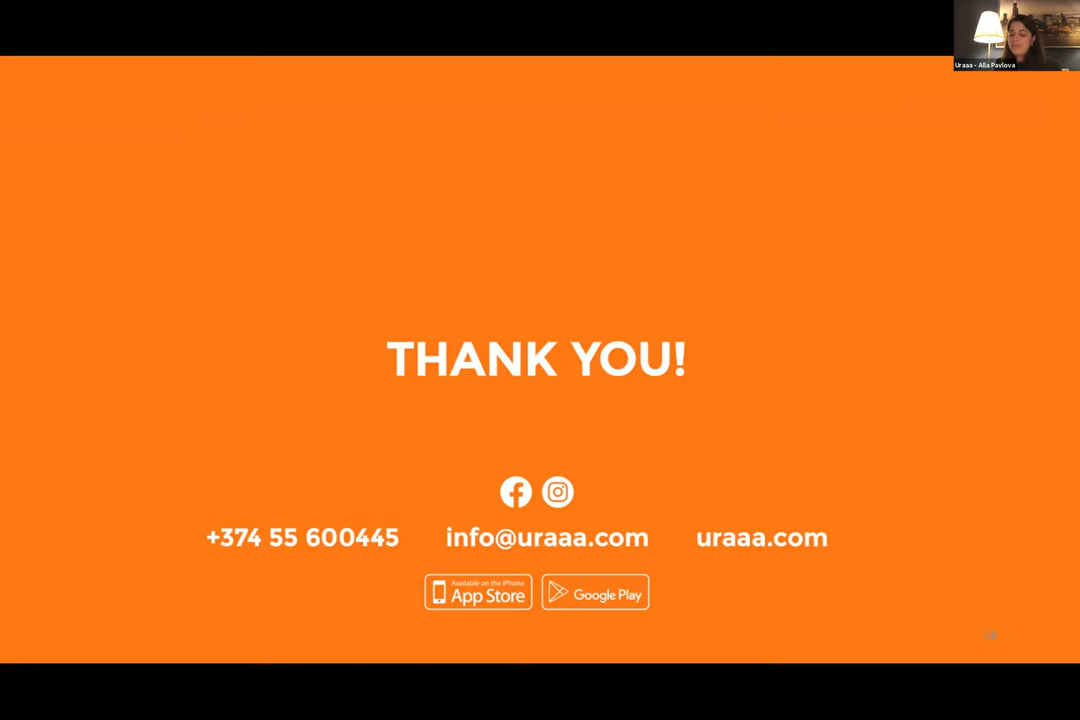 Uraaa - Alla Pavlova
THANK YOU!
+374 55 600445 info@uraaa.com uraaa.com
Available on the iPhone
App Store
Google Play